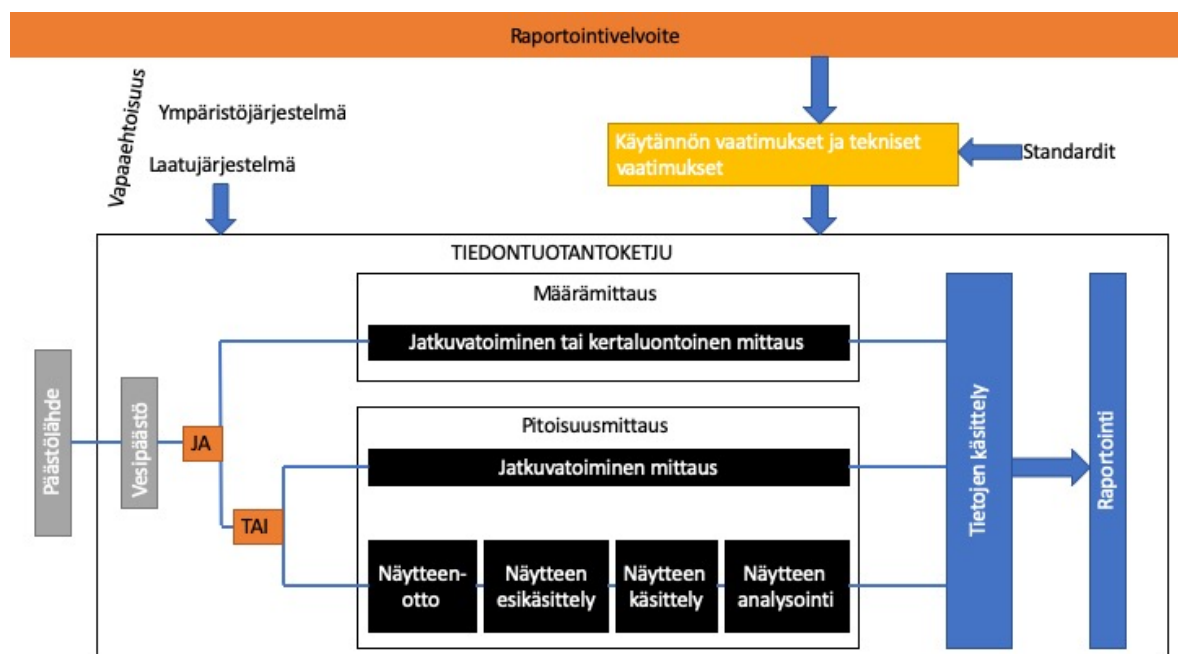 Raportointivelvoite
Vapaaehtoisuus
Ympäristöjärjestelmä
Laatujärjestelmä
Käytännön vaatimukset ja tekniset
vaatimukset
Standardit
TIEDONTUOTANTOKETJU
Määrämittaus
Jatkuvatoiminen tai kertaluontoinen mittaus
Päästölähde
Vesipäästö
JA
TAI
Pitoisuusmittaus
Jatkuvatoiminen mittaus
Näytteen-
otto
Näytteen
esikäsittely
Näytteen
käsittely
Näytteen
analysointi
Tietojen käsittely
Raportointi